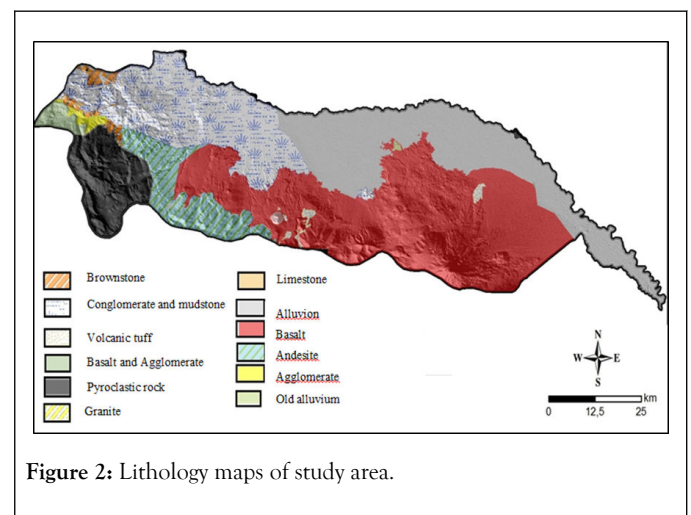 Brownstone
Conglomerate and mudstone
Volcanic tuff
Basalt and Agglomerate
Pyroclastic rock
Granite
Limestone
Alluvion
Basalt
Andesite
Agglomerate
Old alluvium
N
W E
S
km
0 12,5 25
Figure 2: Lithology maps of study area.